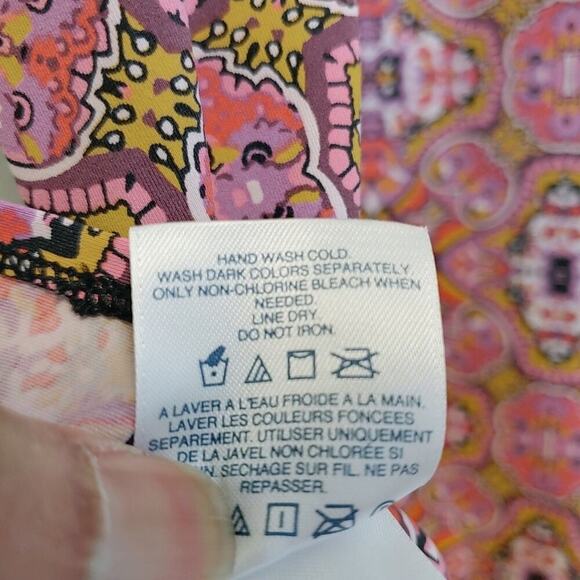 HAND WASH COLD.
WASH DARK COLORS SEPARATELY
ONLY NON-CHLORINE BLEACH WHEN
NEEDED.
LINE DRY.
DO NOT IRON.
A LAVER A L'EAU FROIDE A LA MAIN.
LAVER LES COULEURS FONCEES
SEPAREMENT. UTILISER UNIQUEMENT
DE LA JAVEL NON CHLORÉE SI
SECHAGE SUR FIL. NE PAS
REPASSER.